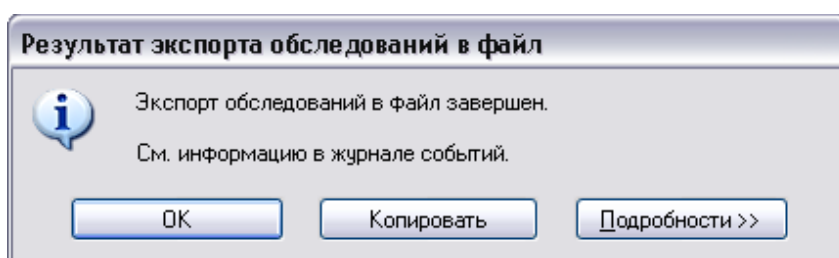 Результат экспорта обследований в файл
Экспорт обследований в файл завершен.
См. информацию в журнале событий.
OK Копировать Подробности >>